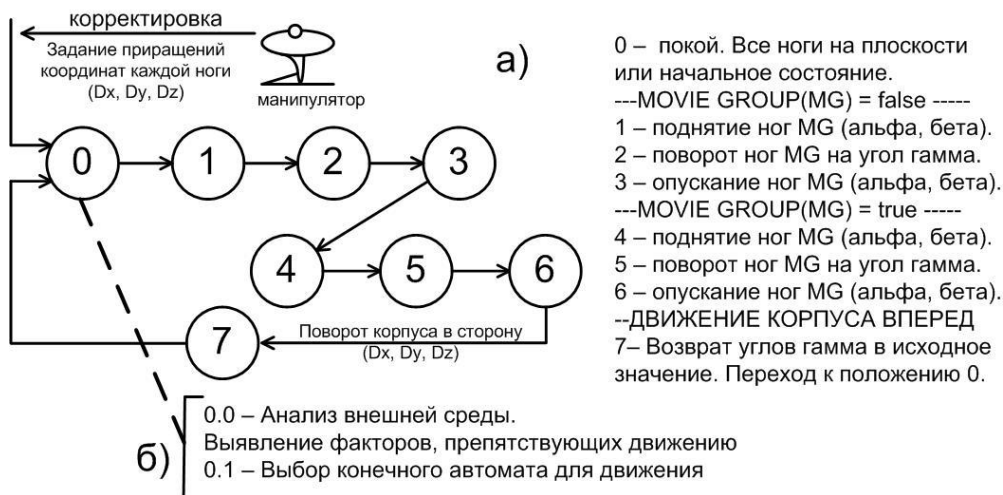 корректировка
Задание приращений
координат каждой ноги
(Dx, Dy, Dz)
манипулятор
а)
0
1
2
3
4
5
6
7
Поворот корпуса в сторону
(Dx, Dy, Dz)
0 – покой. Все ноги на плоскости
или начальное состояние.
---MOVIE GROUP(MG) = false -----
1 – поднятие ног MG (альфа, бета).
2 – поворот ног MG на угол гамма.
3 – опускание ног MG (альфа, бета).
---MOVIE GROUP(MG) = true -----
4 – поднятие ног MG (альфа, бета).
5 – поворот ног MG на угол гамма.
6 – опускание ног MG (альфа, бета).
--ДВИЖЕНИЕ КОРПУСА ВПЕРЕД
7– Возврат углов гамма в исходное
значение. Переход к положению 0.
б)
0.0 – Анализ внешней среды.
Выявление факторов, препятствующих движению
0.1 – Выбор конечного автомата для движения